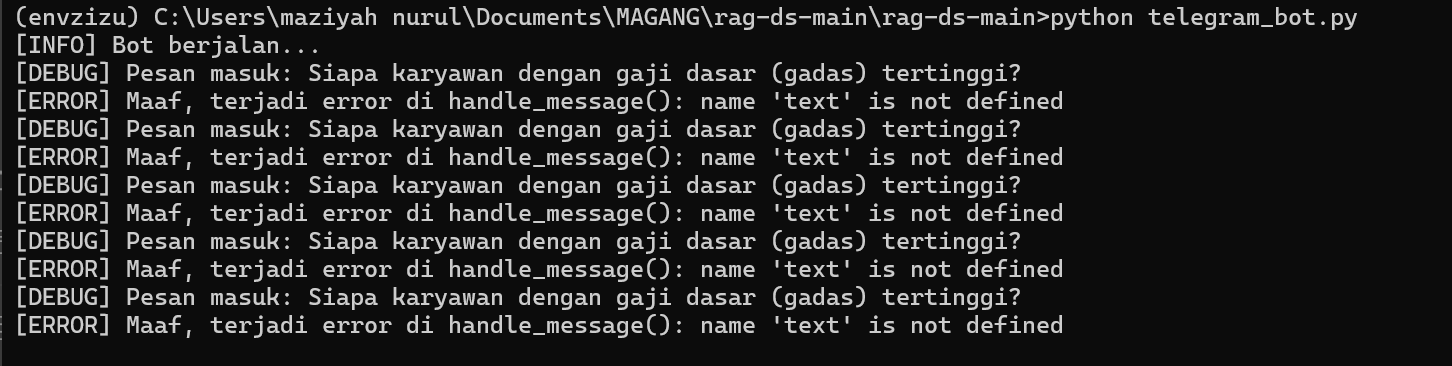 (envzizu) C:\Users\maziyah nurul\Documents\MAGANG\rag-ds-main\rag-ds-main>python telegram_bot.py
[INFO] Bot berjalan...
[DEBUG] Pesan masuk: Siapa karyawan dengan gaji dasar (gadas) tertinggi?
[ERROR] Maaf, terjadi error di handle_message(): name 'text' is not defined
[DEBUG] Pesan masuk: Siapa karyawan dengan gaji dasar (gadas) tertinggi?
[ERROR] Maaf, terjadi error di handle_message(): name 'text' is not defined
[DEBUG] Pesan masuk: Siapa karyawan dengan gaji dasar (gadas) tertinggi?
[ERROR] Maaf, terjadi error di handle_message(): name 'text' is not defined
[DEBUG] Pesan masuk: Siapa karyawan dengan gaji dasar (gadas) tertinggi?
[ERROR] Maaf, terjadi error di handle_message(): name 'text' is not defined
[DEBUG] Pesan masuk: Siapa karyawan dengan gaji dasar (gadas) tertinggi?
[ERROR] Maaf, terjadi error di handle_message(): name 'text' is not defined